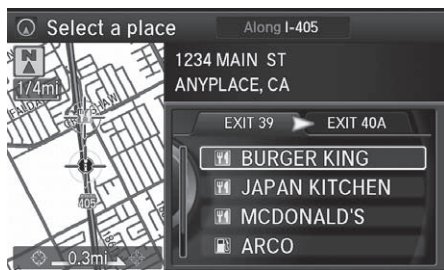 Select a place
Along I-405
N
1/4mi
1234 MAIN ST
ANYPLACE, CA
EXIT 39
EXIT 40A
BURGER KING
JAPAN KITCHEN
MCDONALD'S
ARCO
405
0.3mi